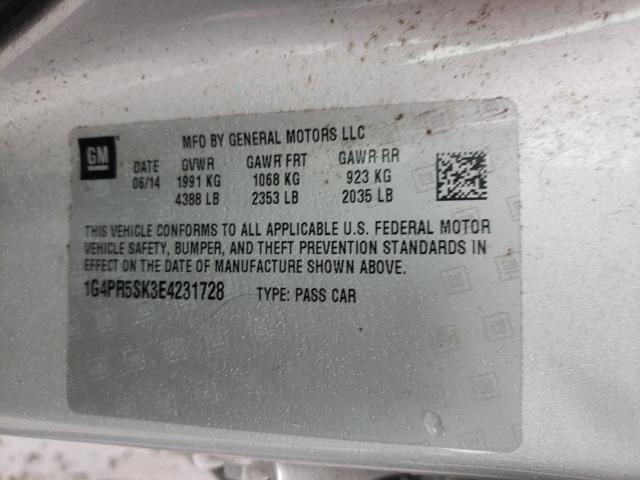 GM
MFD BY GENERAL MOTORS LLC
DATE GVWR GAWR FRT GAWR RR
06/14 1991 KG 1068 KG 923 KG
4388 LB 2353 LB 2035 LB
THIS VEHICLE CONFORMS TO ALL APPLICABLE U.S. FEDERAL MOTOR
VEHICLE SAFETY, BUMPER, AND THEFT PREVENTION STANDARDS IN
EFFECT ON THE DATE OF MANUFACTURE SHOWN ABOVE.
1G4PR5SK3E4231728 TYPE: PASS CAR